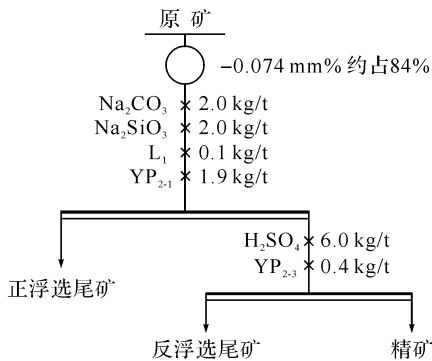 原 矿
-0.074 mm% 约占84%
Na₂CO₃ 2.0 kg/t
Na₂SiO₃ 2.0 kg/t
L₁ 0.1 kg/t
YP₂₋₁ 1.9 kg/t
H₂SO₄ 6.0 kg/t
YP₂₋₃ 0.4 kg/t
正浮选尾矿
反浮选尾矿 精矿